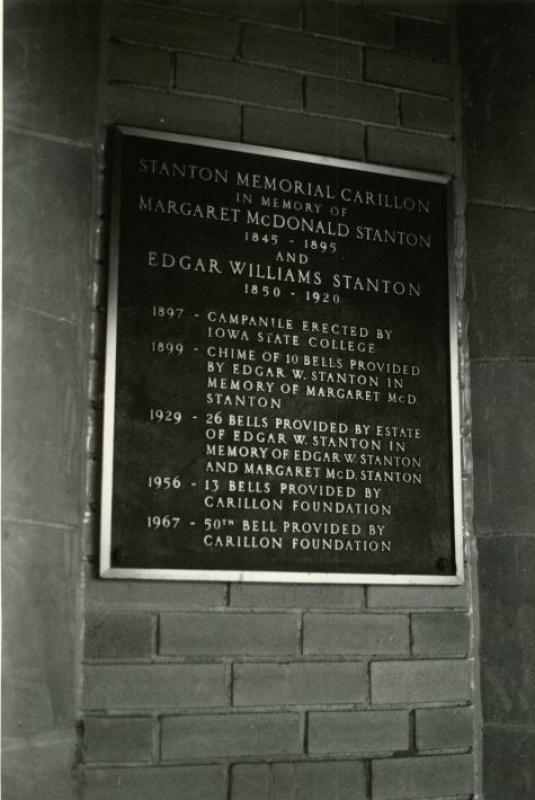 STANTON MEMORIAL CARILLON
IN MEMORY OF
MARGARET McDONALD STANTON
1845 - 1895
AND
EDGAR WILLIAMS STANTON
1850 - 1920
1897 - CAMPANILE ERECTED BY
IOWA STATE COLLEGE
1899 - CHIME OF 10 BELLS PROVIDED
BY EDGAR W. STANTON IN
MEMORY OF MARGARET McD.
STANTON
1929 - 26 BELLS PROVIDED BY ESTATE
OF EDGAR W. STANTON IN
MEMORY OF EDGAR W. STANTON
AND MARGARET McD. STANTON
1956 - 13 BELLS PROVIDED BY
CARILLON FOUNDATION
1967 - 50TH BELL PROVIDED BY
CARILLON FOUNDATION